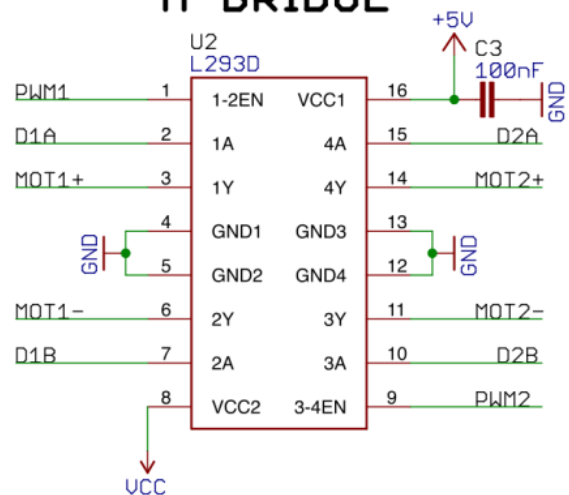 H BRIDGE
+5V
U2
L293D
C3
100nF
GND
PWM1 1 1-2EN VCC1 16
D1A 2 1A 4A 15 D2A
MOT1+ 3 1Y 4Y 14 MOT2+
4 GND1 GND3 13
GND GND
5 GND2 GND4 12
MOT1- 6 2Y 3Y 11 MOT2-
D1B 7 2A 3A 10 D2B
8 VCC2 3-4EN 9 PWM2
VCC